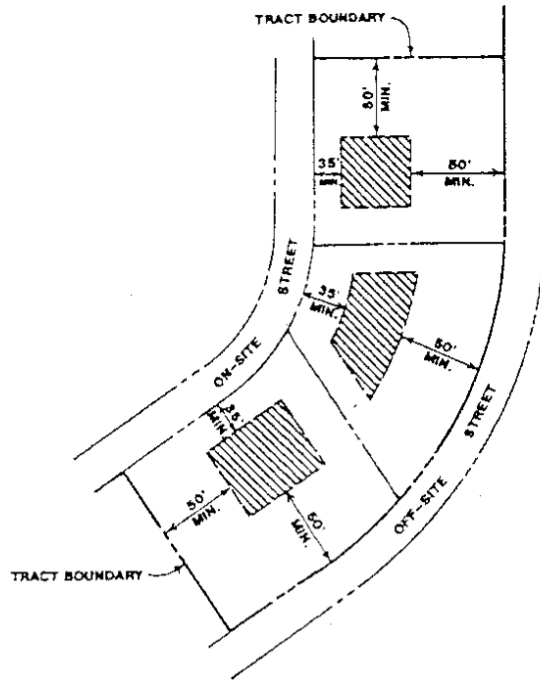 TRACT BOUNDARY
50'
MIN.
35'
MIN
50'
MIN.
STREET
35'
MIN.
50'
MIN.
ON-SITE
STREET
35'
MIN.
50'
MIN.
50'
MIN.
OFF-SITE
TRACT BOUNDARY